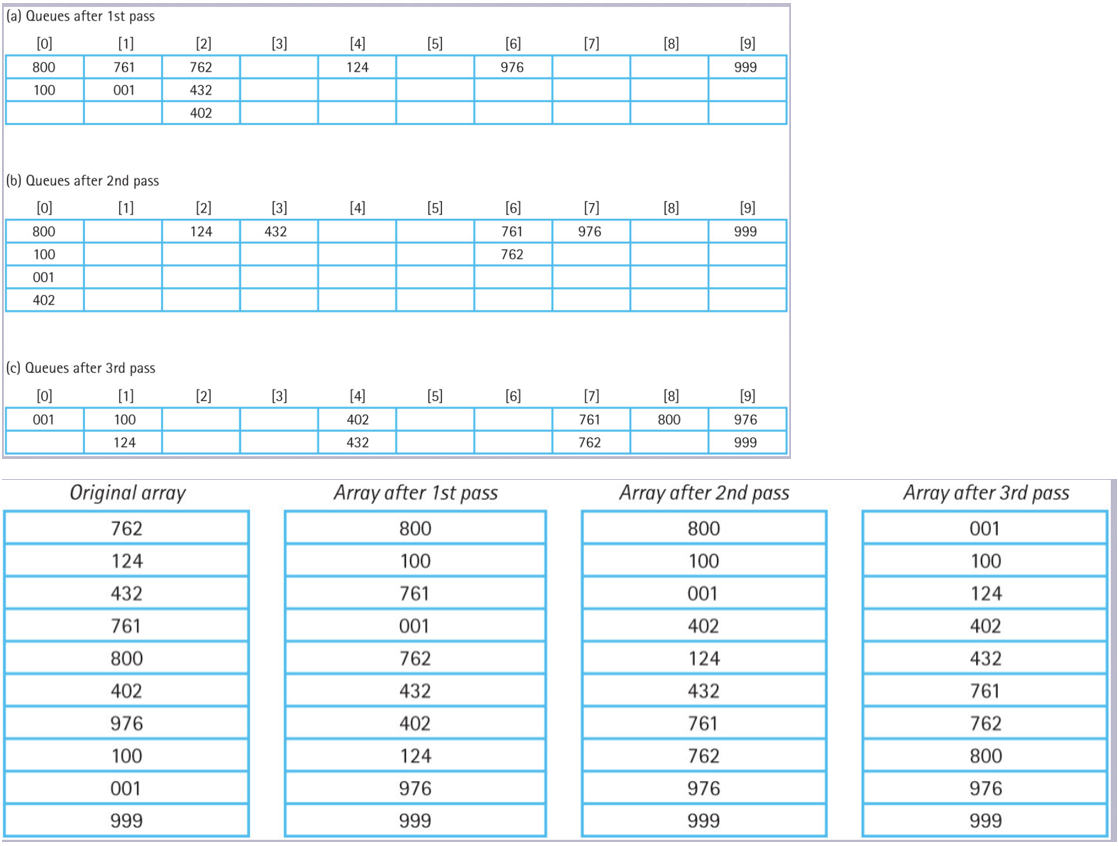 (a) Queues after 1st pass
[0] [1] [2] [3] [4] [5] [6] [7] [8] [9]
800 761 762 124 976 999
100 001 432
402
(b) Queues after 2nd pass
[0] [1] [2] [3] [4] [5] [6] [7] [8] [9]
800 124 432 761 976 999
100 762
001
402
(c) Queues after 3rd pass
[0] [1] [2] [3] [4] [5] [6] [7] [8] [9]
001 100 402 761 800 976
124 432 762 999
Original array Array after 1st pass Array after 2nd pass Array after 3rd pass
762 800 800 001
124 100 100 100
432 761 001 124
761 001 402 402
800 762 124 432
402 432 432 761
976 402 761 762
100 124 762 800
001 976 976 976
999 999 999 999